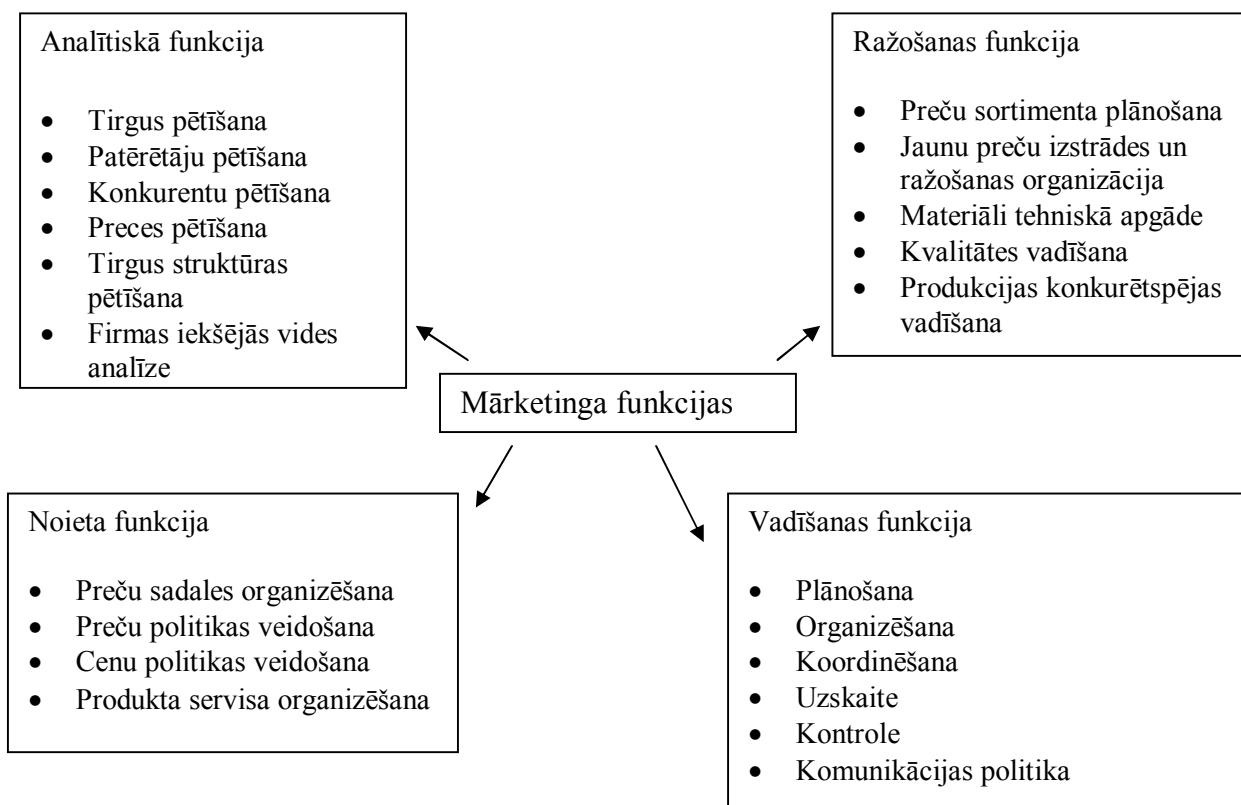 Analītiskā funkcija
• Tirgus pētīšana
• Patērētāju pētīšana
• Konkurentu pētīšana
• Preces pētīšana
• Tirgus struktūras
pētīšana
• Firmas iekšējās vides
analīze
Ražošanas funkcija
• Preču sortimenta plānošana
• Jaunu preču izstrādes un
ražošanas organizācija
• Materiāli tehniskā apgāde
• Kvalitātes vadīšana
• Produkcijas konkurētspējas
vadīšana
Mārketinga funkcijas
Noieta funkcija
• Preču sadales organizēšana
• Preču politikas veidošana
• Cenu politikas veidošana
• Produkta servisa organizēšana
Vadīšanas funkcija
• Plānošana
• Organizēšana
• Koordinēšana
• Uzskaite
• Kontrole
• Komunikācijas politika